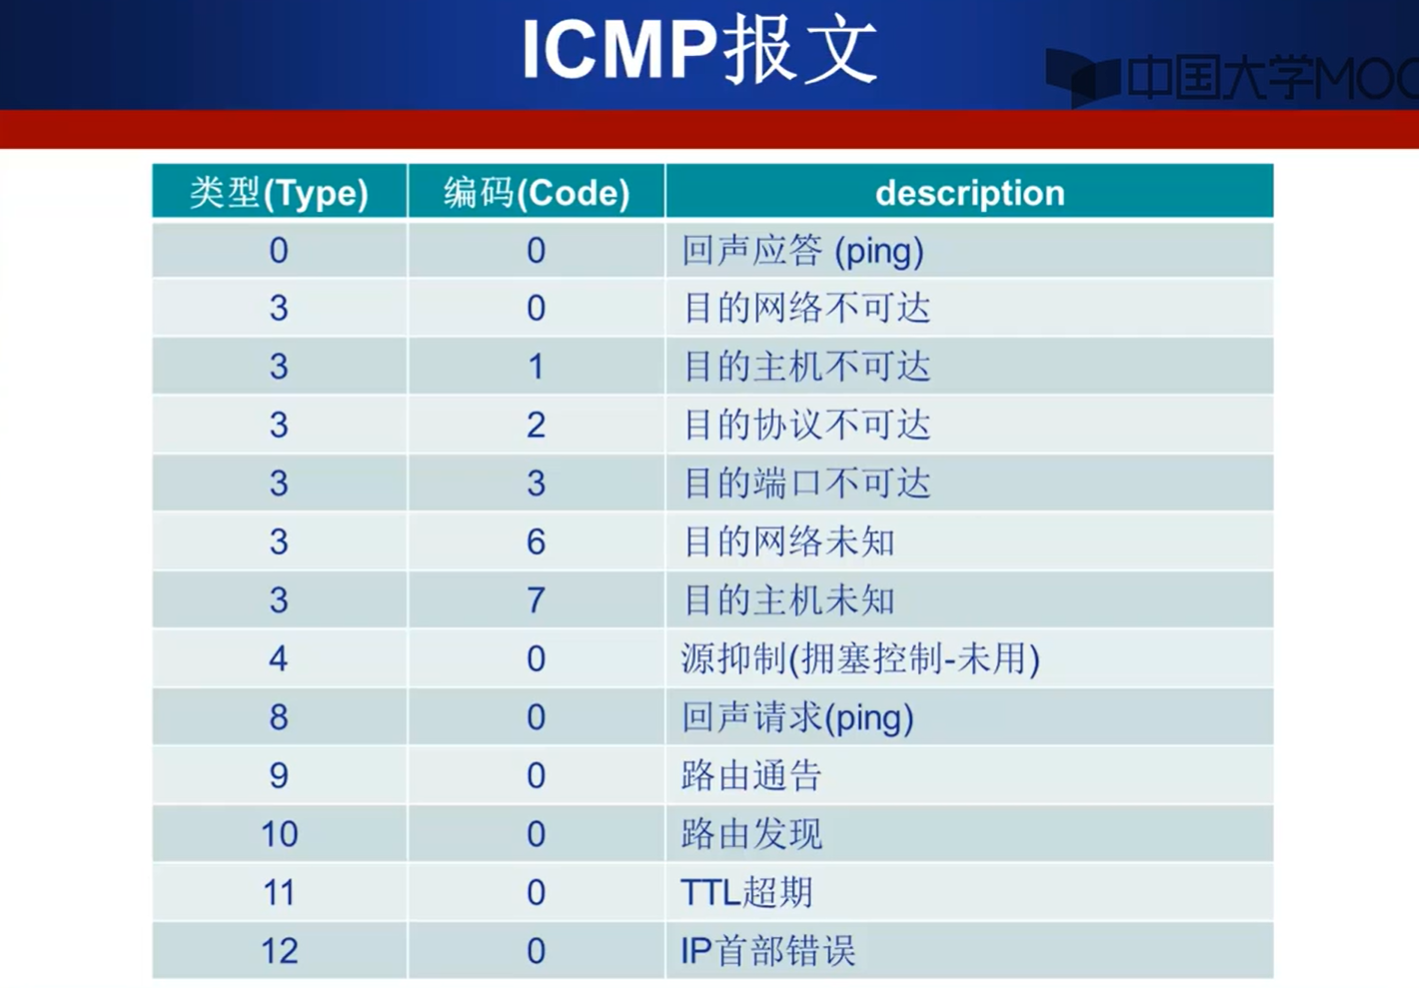 ICMP报文
中国大学MOC
类型(Type) 编码(Code) description
0 0 回声应答 (ping)
3 0 目的网络不可达
3 1 目的主机不可达
3 2 目的协议不可达
3 3 目的端口不可达
3 6 目的网络未知
3 7 目的主机未知
4 0 源抑制(拥塞控制-未用)
8 0 回声请求(ping)
9 0 路由通告
10 0 路由发现
11 0 TTL超期
12 0 IP首部错误